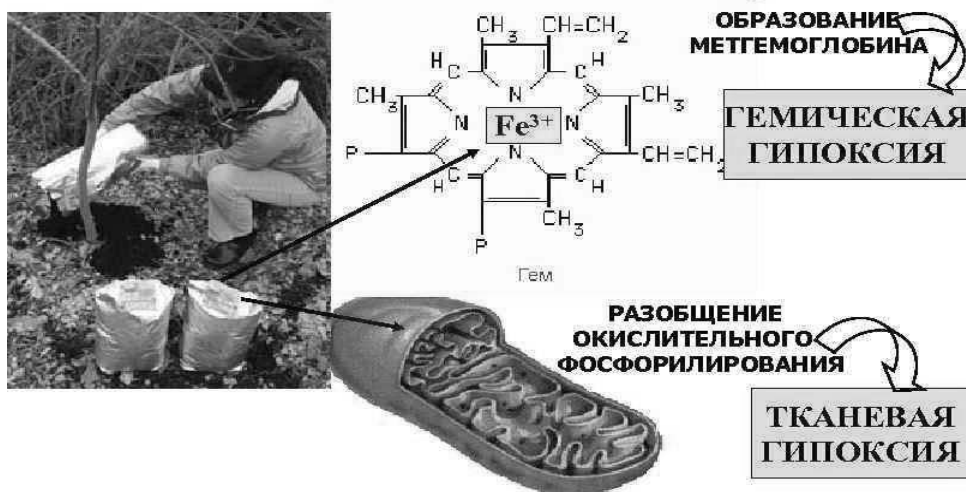 ОБРАЗОВАНИЕ
МЕТГЕМОГЛОБИНА
ГЕМИЧЕСКАЯ
ГИПОКСИЯ
CH3
CH=CH2
H C
C H
CH3
N
CH3
N
Fe3+
N
P
N
CH=CH2
C H
C H
CH3
P
Гем
РАЗОБЩЕНИЕ
ОКИСЛИТЕЛЬНОГО
ФОСФОРИЛИРОВАНИЯ
ТКАНЕВАЯ
ГИПОКСИЯ